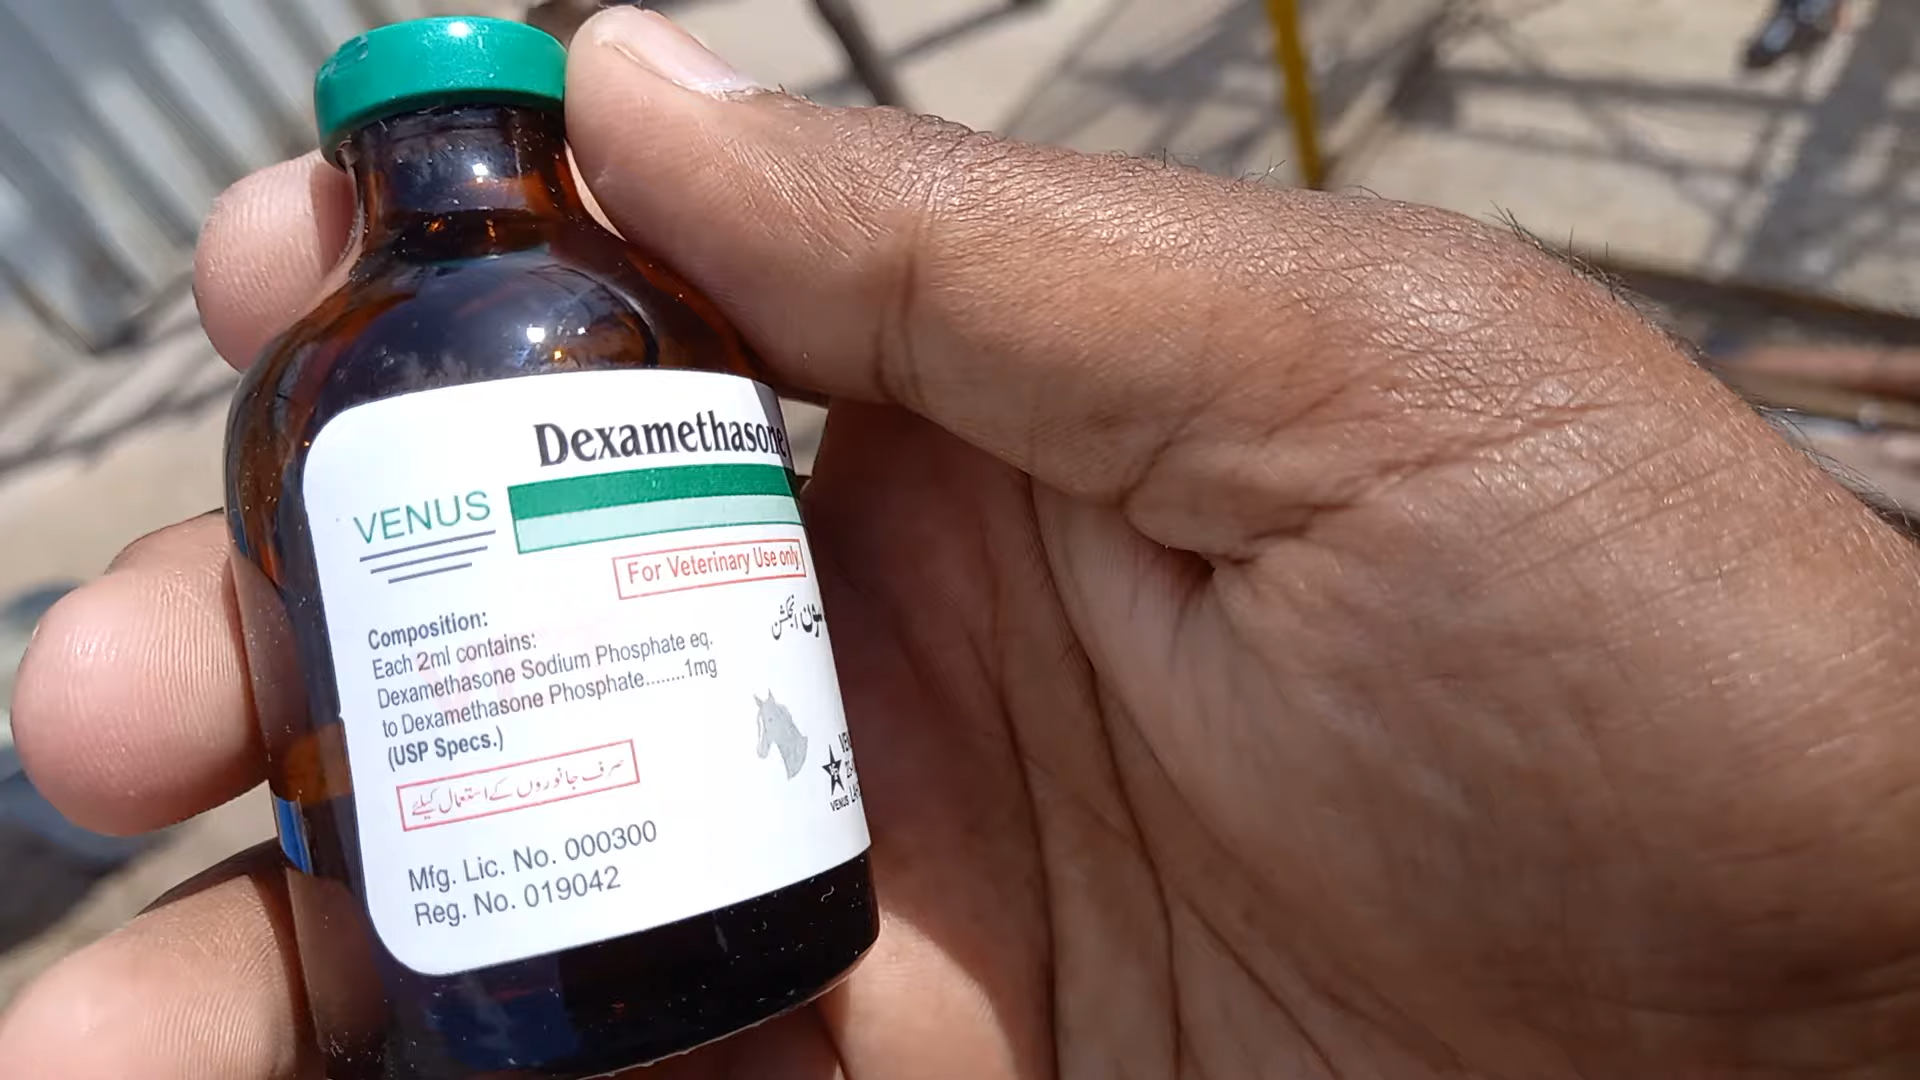 Dexamethasone
VENUS
For Veterinary Use only
سون انجکشن
Composition:
Each 2ml contains:
Dexamethasone Sodium Phosphate eq.
to Dexamethasone Phosphate........1mg
(USP Specs.)
صرف جانوروں کے استعمال کیلئے
VENUS
Mfg. Lic. No. 000300
Reg. No. 019042